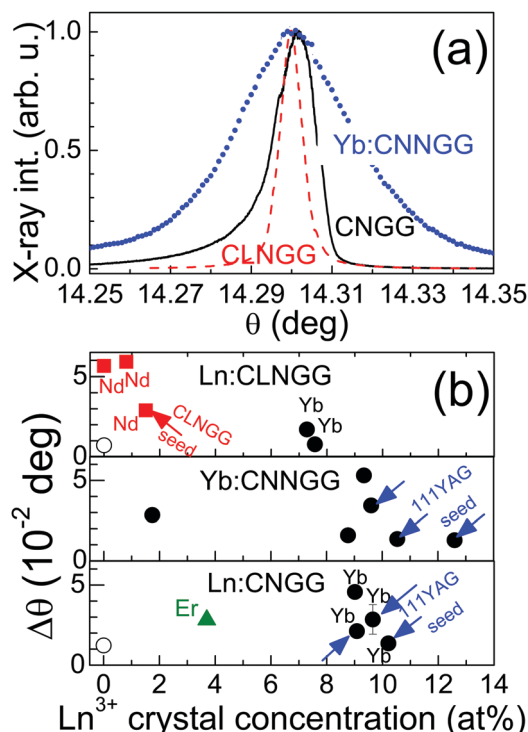 1.0
(a)
X-ray int. (arb. u.)
0.5
Yb:CNNGG
CNGG
CLNGG
0.0
14.25 14.27 14.29 14.31 14.33 14.35
θ (deg)
5
Ln:CLNGG
(b)
Nd Nd
Nd
CLNGG
seed
Yb
Yb
0
Yb:CNNGG
5
111YAG
seed
0
Δθ (10⁻² deg)
Ln:CNGG
5
Er
Yb
Yb
Yb
Yb
111YAG
seed
0
0 2 4 6 8 10 12 14
Ln³⁺ crystal concentration (at%)